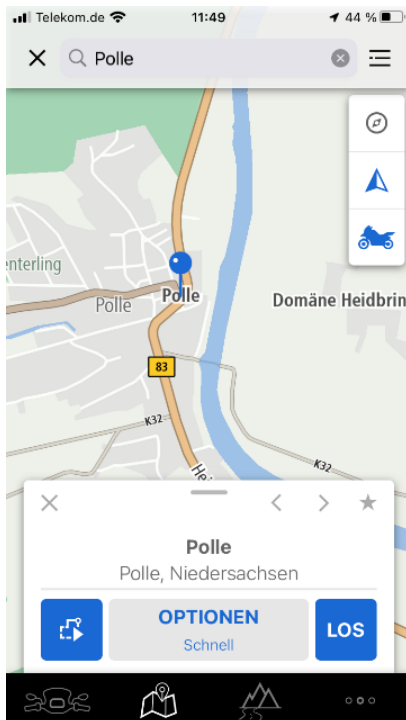 Telekom.de 11:49 44 %
Polle
enterling
Polle
Polle
Domäne Heidbrin
83
K32
K32
He
Polle
Polle, Niedersachsen
OPTIONEN
Schnell
LOS